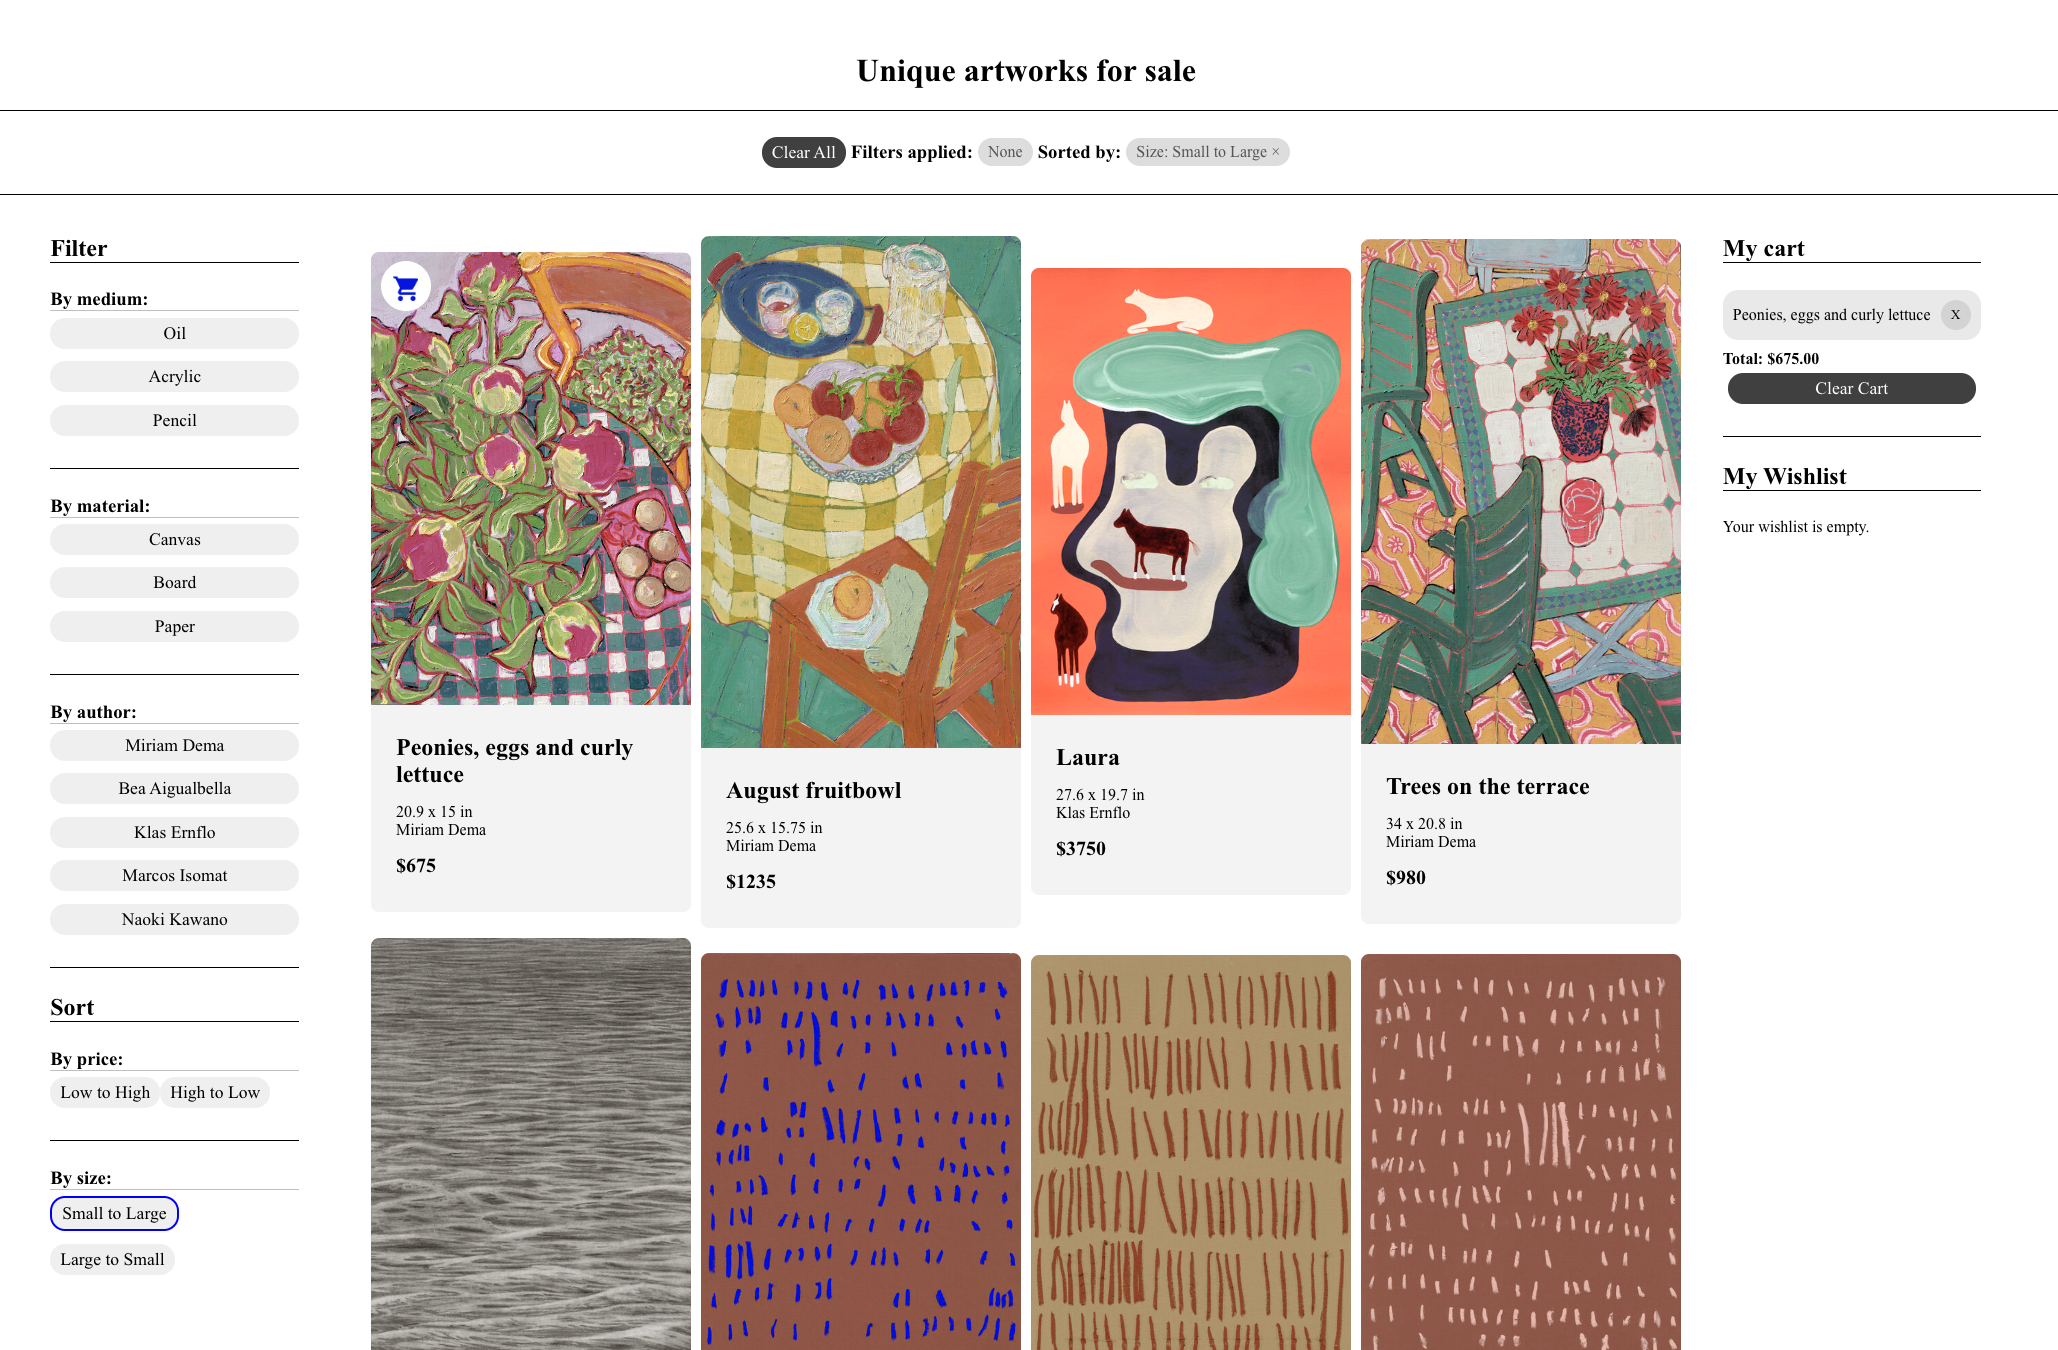 Unique artworks for sale
Clear All Filters applied: None Sorted by: Size: Small to Large ×
Filter
By medium:
Oil
Acrylic
Pencil
By material:
Canvas
Board
Paper
By author:
Miriam Dema
Bea Aigualbella
Klas Ernflo
Marcos Isomat
Naoki Kawano
Sort
By price:
Low to High High to Low
By size:
Small to Large
Large to Small
Peonies, eggs and curly
lettuce
20.9 x 15 in
Miriam Dema
$675
August fruitbowl
25.6 x 15.75 in
Miriam Dema
$1235
Laura
27.6 x 19.7 in
Klas Ernflo
$3750
Trees on the terrace
34 x 20.8 in
Miriam Dema
$980
My cart
Peonies, eggs and curly lettuce X
Total: $675.00
Clear Cart
My Wishlist
Your wishlist is empty.